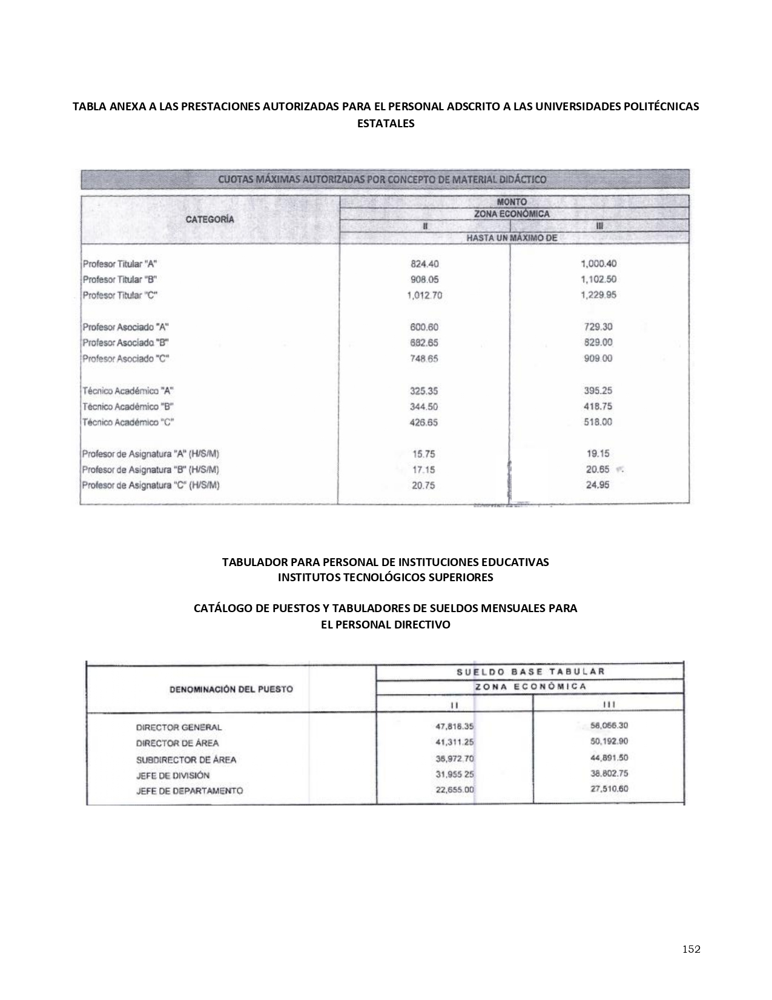 TABLA ANEXA A LAS PRESTACIONES AUTORIZADAS PARA EL PERSONAL ADSCRITO A LAS UNIVERSIDADES POLITÉCNICAS
ESTATALES
CUOTAS MÁXIMAS AUTORIZADAS POR CONCEPTO DE MATERIAL DIDÁCTICO
CATEGORÍA
MONTO
ZONA ECONÓMICA
II III
HASTA UN MÁXIMO DE
Profesor Titular "A" 824.40 1,000.40
Profesor Titular "B" 908.05 1,102.50
Profesor Titular "C" 1,012.70 1,229.95
Profesor Asociado "A" 600.60 729.30
Profesor Asociado "B" 682.65 829.00
Profesor Asociado "C" 748.65 909.00
Técnico Académico "A" 325.35 395.25
Técnico Académico "B" 344.50 418.75
Técnico Académico "C" 426.65 518.00
Profesor de Asignatura "A" (H/S/M) 15.75 19.15
Profesor de Asignatura "B" (H/S/M) 17.15 20.65
Profesor de Asignatura "C" (H/S/M) 20.75 24.95
TABULADOR PARA PERSONAL DE INSTITUCIONES EDUCATIVAS
INSTITUTOS TECNOLÓGICOS SUPERIORES
CATÁLOGO DE PUESTOS Y TABULADORES DE SUELDOS MENSUALES PARA
EL PERSONAL DIRECTIVO
DENOMINACIÓN DEL PUESTO
SUELDO BASE TABULAR
ZONA ECONÓMICA
II III
DIRECTOR GENERAL 47,816.35
DIRECTOR DE ÁREA 41,311.25 50,192.90
SUBDIRECTOR DE ÁREA 36,972.70 44,891.50
JEFE DE DIVISIÓN 31,955.25 38,802.75
JEFE DE DEPARTAMENTO 22,655.00 27,510.60
152